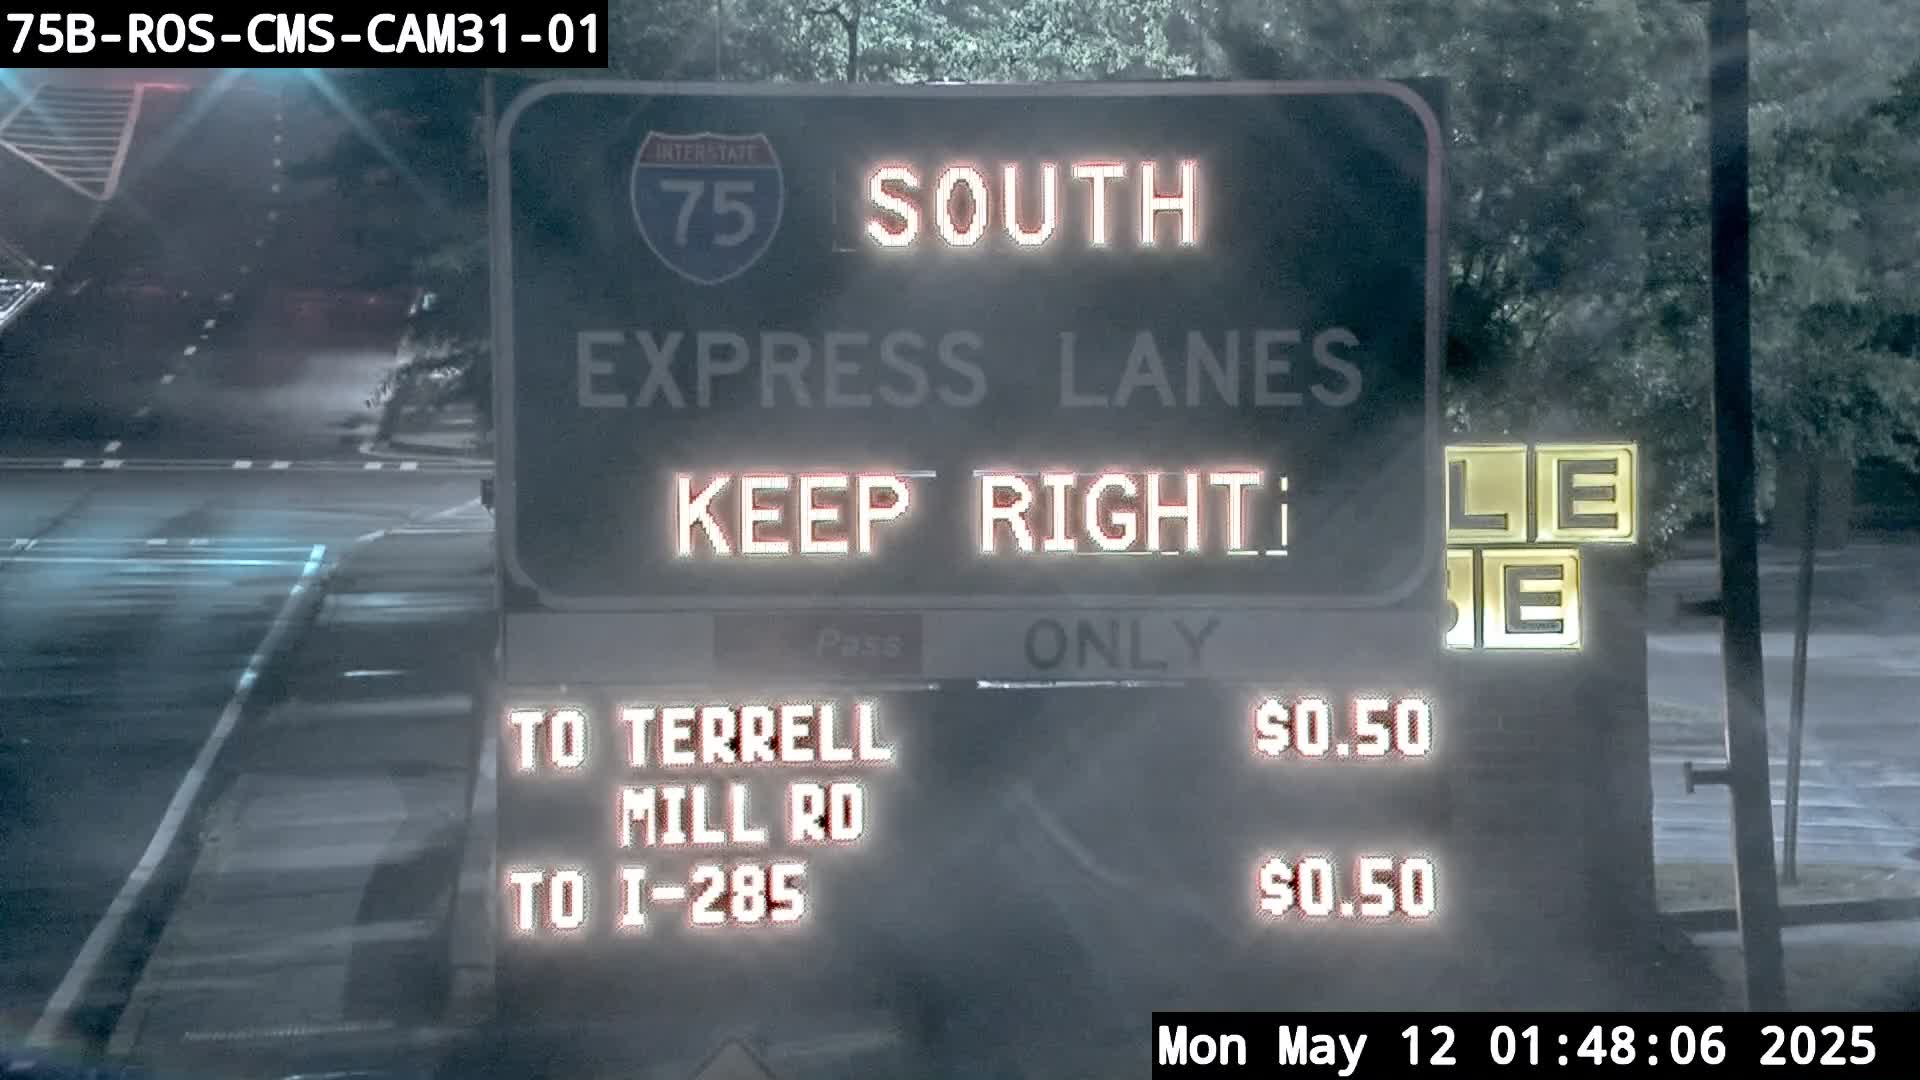 75B-ROS-CMS-CAM31-01
INTERSTATE
75
SOUTH
EXPRESS LANES
KEEP RIGHT
Pass ONLY
TO TERRELL $0.50
MILL RD
TO I-285 $0.50
LE
E
Mon May 12 01:48:06 2025